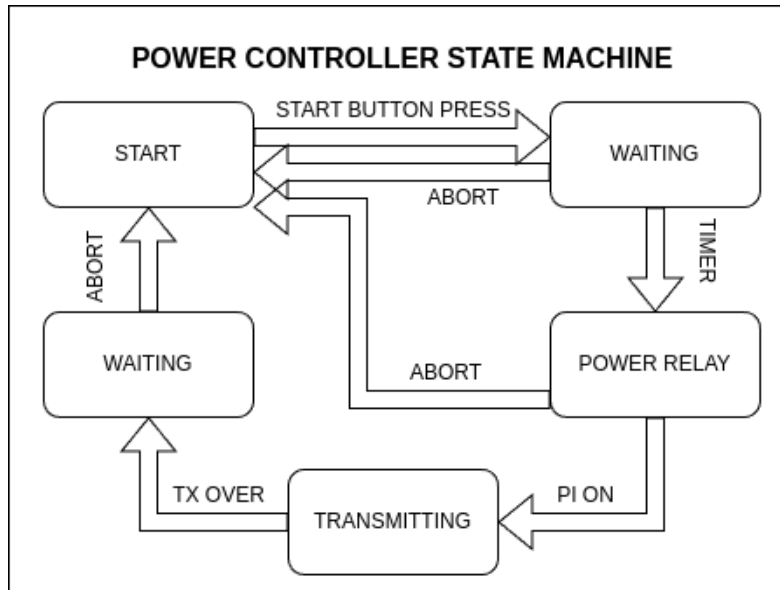 POWER CONTROLLER STATE MACHINE
START BUTTON PRESS
START
WAITING
ABORT
TIMER
ABORT
WAITING
ABORT
POWER RELAY
TX OVER
TRANSMITTING
PI ON